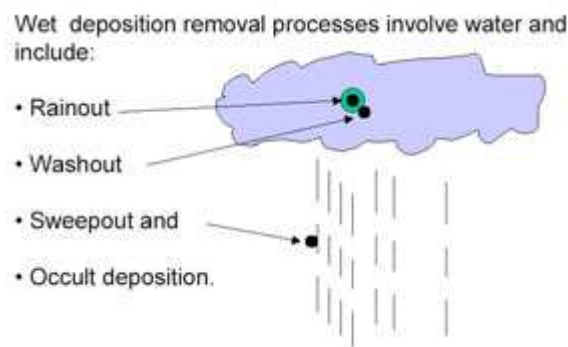 Wet deposition removal processes involve water and
include:
• Rainout
• Washout
• Sweepout and
• Occult deposition.